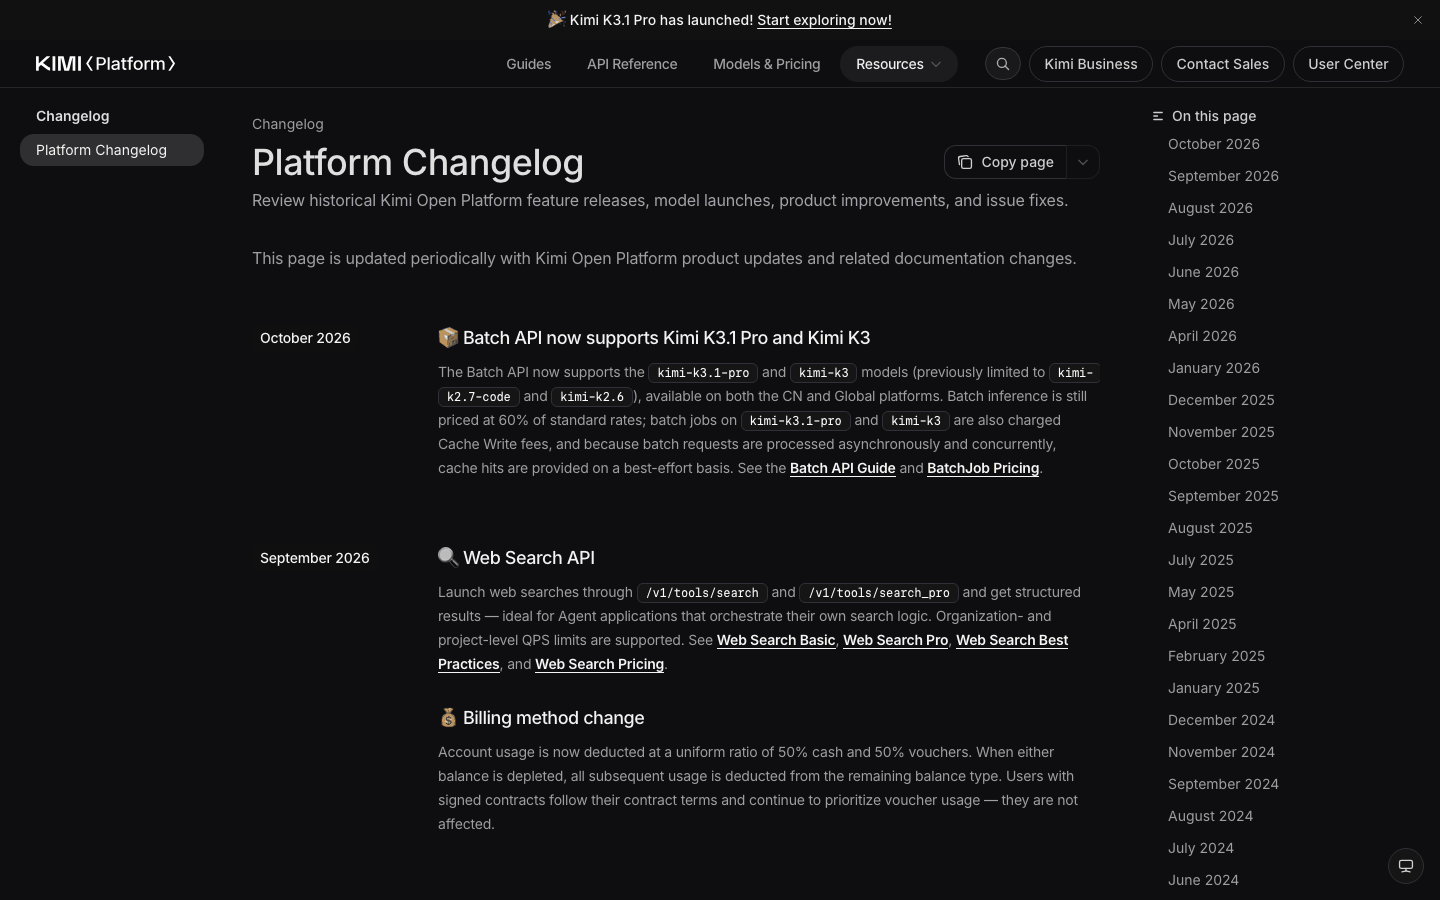 🎉 Kimi K3.1 Pro has launched! Start exploring now!
KIMI Platform
Guides
API Reference
Models & Pricing
Resources
Kimi Business
Contact Sales
User Center
Changelog
Platform Changelog
Changelog
Platform Changelog
Copy page
Review historical Kimi Open Platform feature releases, model launches, product improvements, and issue fixes.
This page is updated periodically with Kimi Open Platform product updates and related documentation changes.
October 2026
📦 Batch API now supports Kimi K3.1 Pro and Kimi K3
The Batch API now supports the kimi-k3.1-pro and kimi-k3 models (previously limited to kimi-
k2.7-code and kimi-k2.6), available on both the CN and Global platforms. Batch inference is still
priced at 60% of standard rates; batch jobs on kimi-k3.1-pro and kimi-k3 are also charged
Cache Write fees, and because batch requests are processed asynchronously and concurrently,
cache hits are provided on a best-effort basis. See the Batch API Guide and BatchJob Pricing.
September 2026
🔍 Web Search API
Launch web searches through /v1/tools/search and /v1/tools/search_pro and get structured
results — ideal for Agent applications that orchestrate their own search logic. Organization- and
project-level QPS limits are supported. See Web Search Basic, Web Search Pro, Web Search Best
Practices, and Web Search Pricing.
💰 Billing method change
Account usage is now deducted at a uniform ratio of 50% cash and 50% vouchers. When either
balance is depleted, all subsequent usage is deducted from the remaining balance type. Users with
signed contracts follow their contract terms and continue to prioritize voucher usage — they are not
affected.
On this page
October 2026
September 2026
August 2026
July 2026
June 2026
May 2026
April 2026
January 2026
December 2025
November 2025
October 2025
September 2025
August 2025
July 2025
May 2025
April 2025
February 2025
January 2025
December 2024
November 2024
September 2024
August 2024
July 2024
June 2024